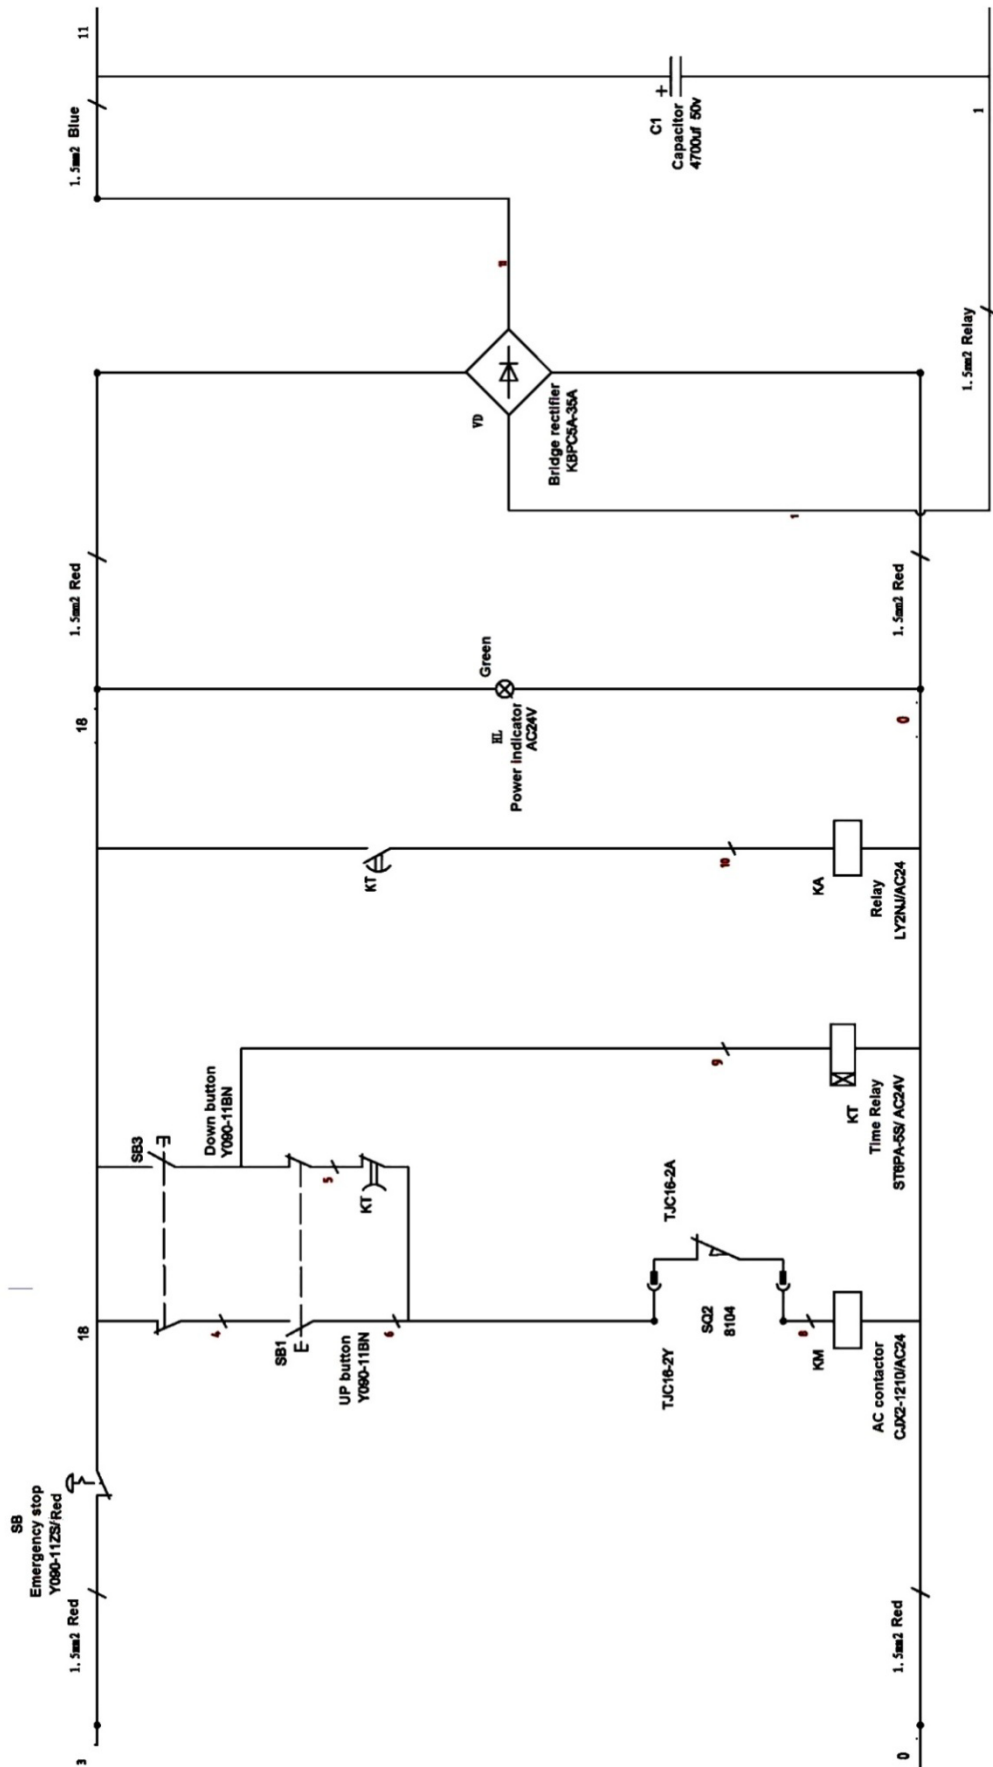 3
1.5mm2 Red
SB
Emergency stop
Y090-11ZS/Red
18
4
SB1
UP button
Y090-11BN
6
TJC16-2Y
SQ2
8104
TJC16-2A
8
KM
AC contactor
CJX2-1210/AC24
0
1.5mm2 Red
SB3
Down button
Y090-11BN
5
KT
9
KT
Time Relay
ST6PA-5S/ AC24V
KT
10
KA
Relay
LY2NJ/AC24
18
HL
Power Indicator
AC24V
Green
0
1.5mm2 Red
1.5mm2 Red
1
VD
Bridge rectifier
KBPC5A-35A
11
1.5mm2 Blue
11
C1
Capacitor
4700uf 50v
+
1.5mm2 Relay
1